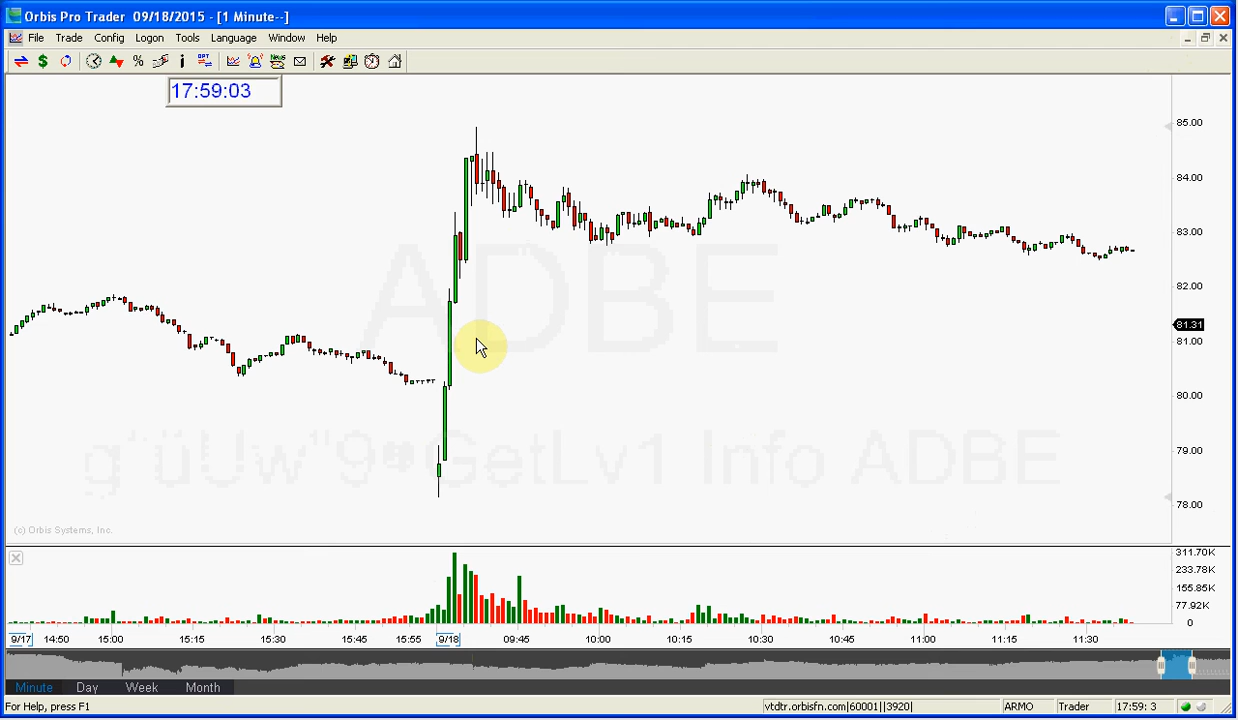 Orbis Pro Trader 09/18/2015 - [1 Minute--]
File Trade Config Logon Tools Language Window Help
17:59:03
85.00
84.00
83.00
ADBE
82.00
81.31
81.00
80.00
79.00
GetLv1 Info ADBE
78.00
(c) Orbis Systems, Inc.
311.70K
233.78K
155.85K
77.92K
0
9/17 14:50 15:00 15:15 15:30 15:45 15:55 9/18 09:45 10:00 10:15 10:30 10:45 11:00 11:15 11:30
Minute Day Week Month
For Help, press F1 vtdtr.orbisfn.com|60001||3920| ARMO Trader 17:59: 3